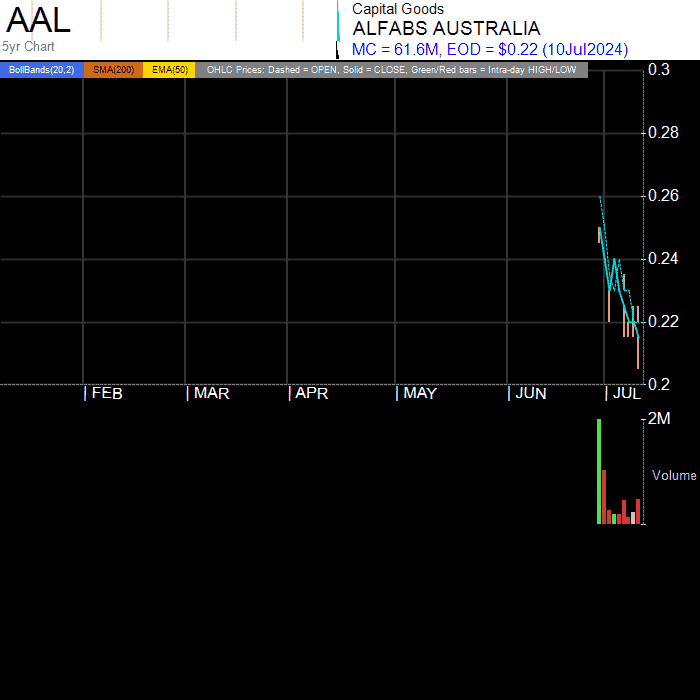 AAL
5yr Chart
Capital Goods
ALFABS AUSTRALIA
MC = 61.6M, EOD = $0.22 (10Jul2024)
BollBands(20,2) SMA(200) EMA(50) OHLC Prices: Dashed = OPEN, Solid = CLOSE, Green/Red bars = Intra-day HIGH/LOW
0.3
0.28
0.26
0.24
0.22
0.2
| FEB | MAR | APR | MAY | JUN | JUL
2M
Volume